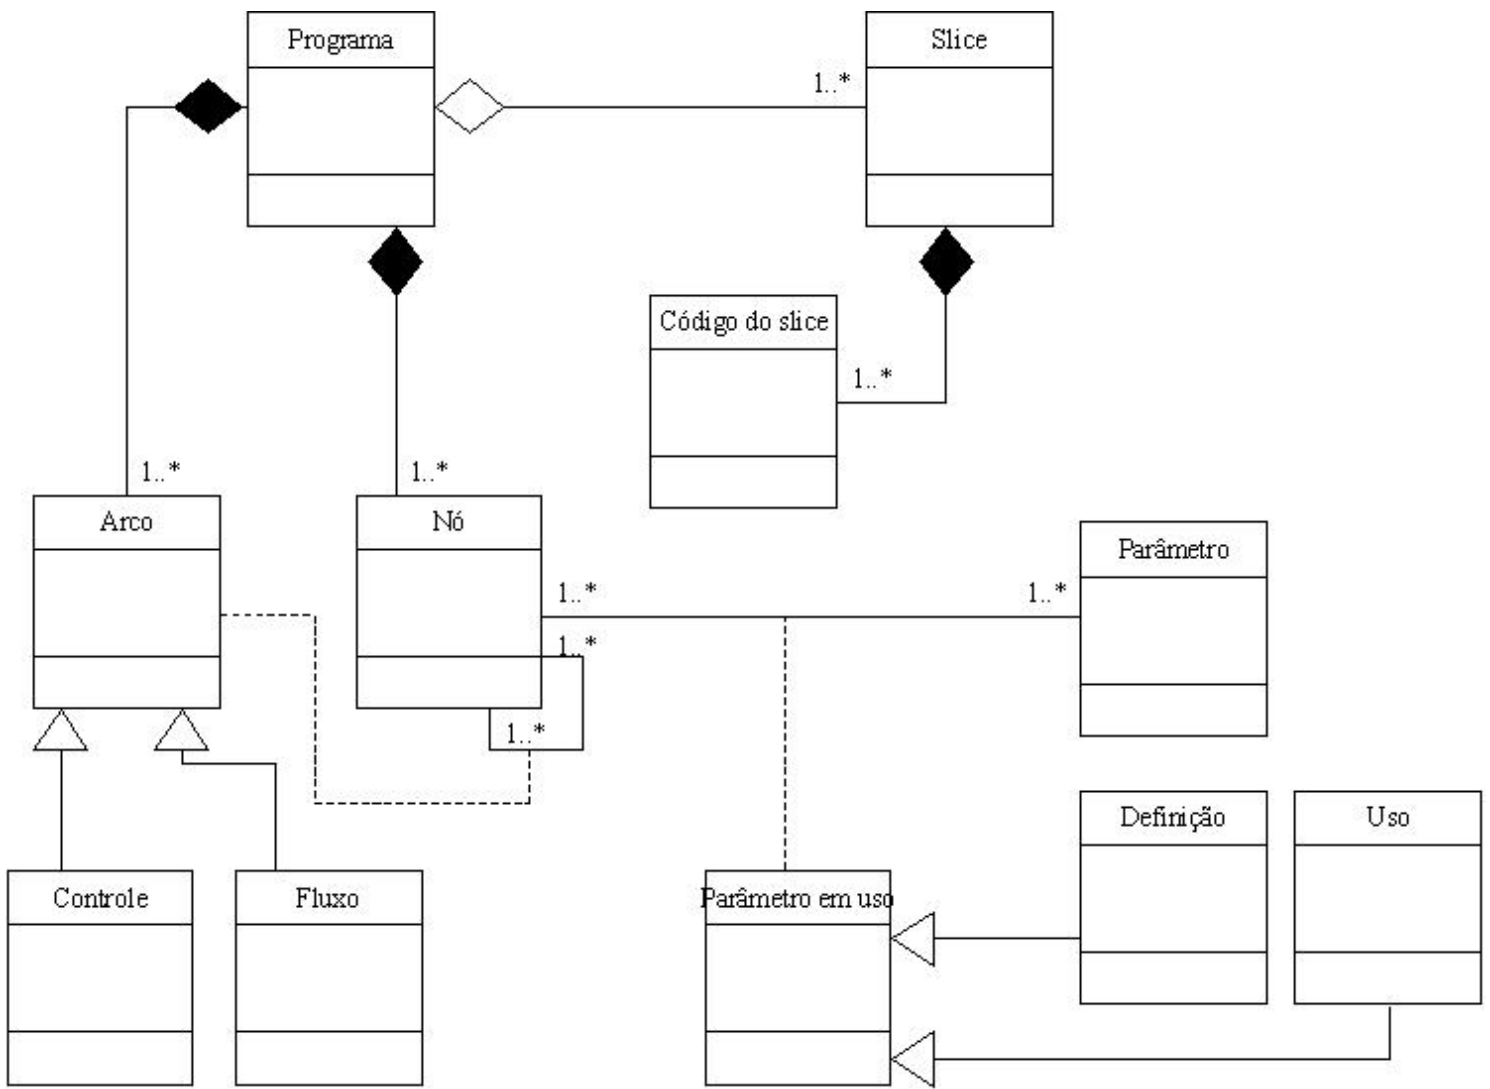 Programa
Slice
1..*
Código do slice
1..*
1..*
1..*
Arco
Nó
Parâmetro
1..*
1..*
1..*
1..*
Definição
Uso
Controle
Fluxo
Parâmetro em uso